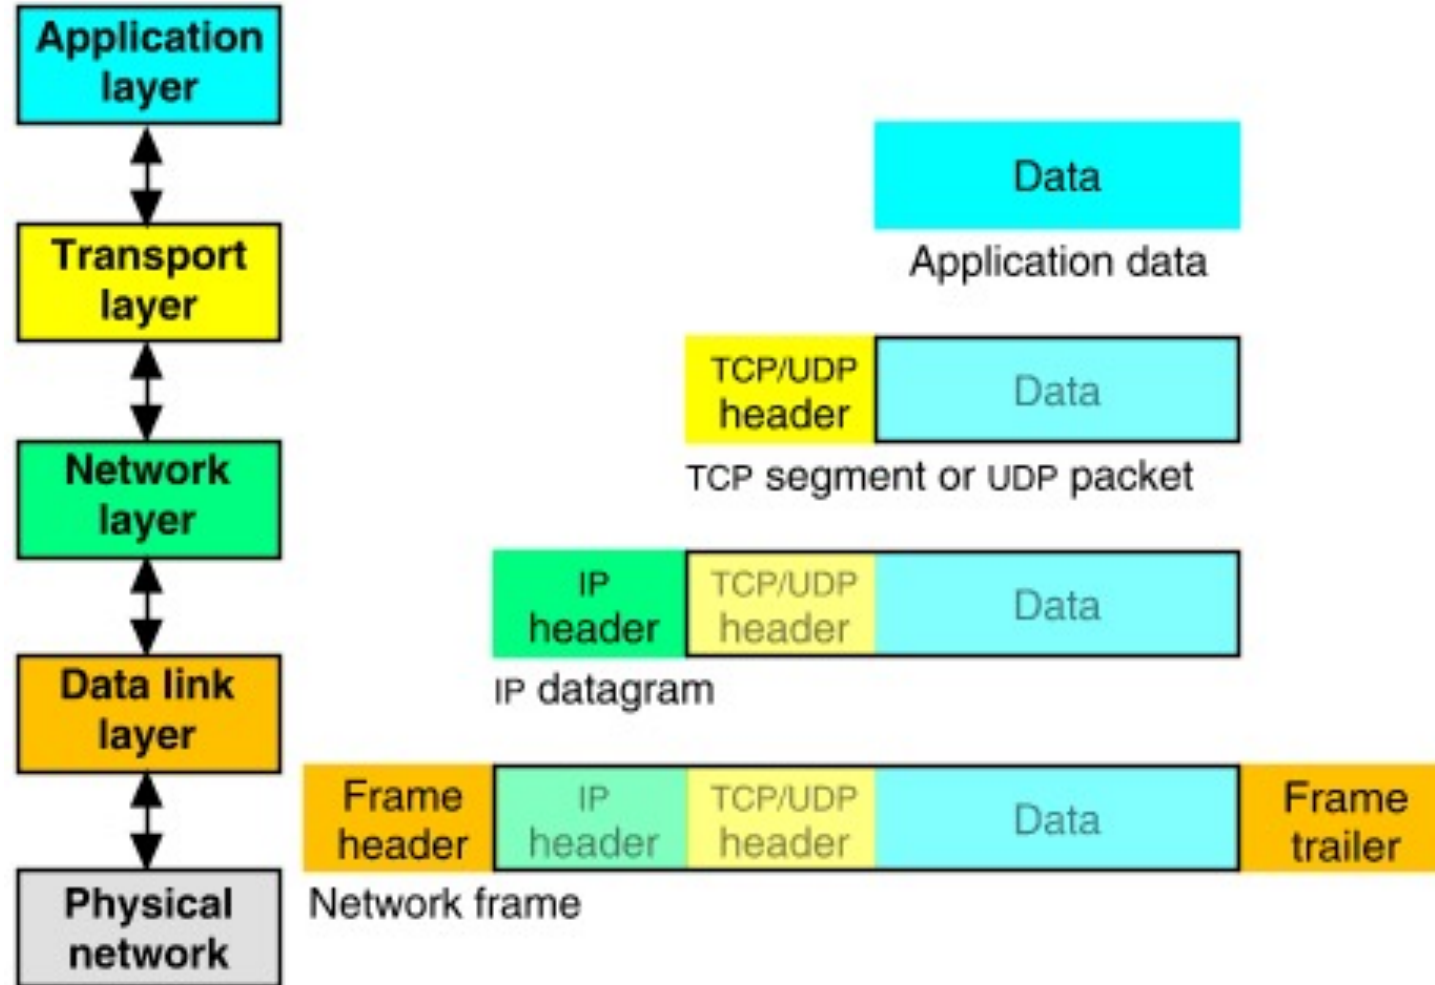 Application
layer
Data
Application data
Transport
layer
TCP/UDP
header
Data
TCP segment or UDP packet
Network
layer
IP
header
TCP/UDP
header
Data
IP datagram
Data link
layer
Frame
header
IP
header
TCP/UDP
header
Data
Frame
trailer
Network frame
Physical
network